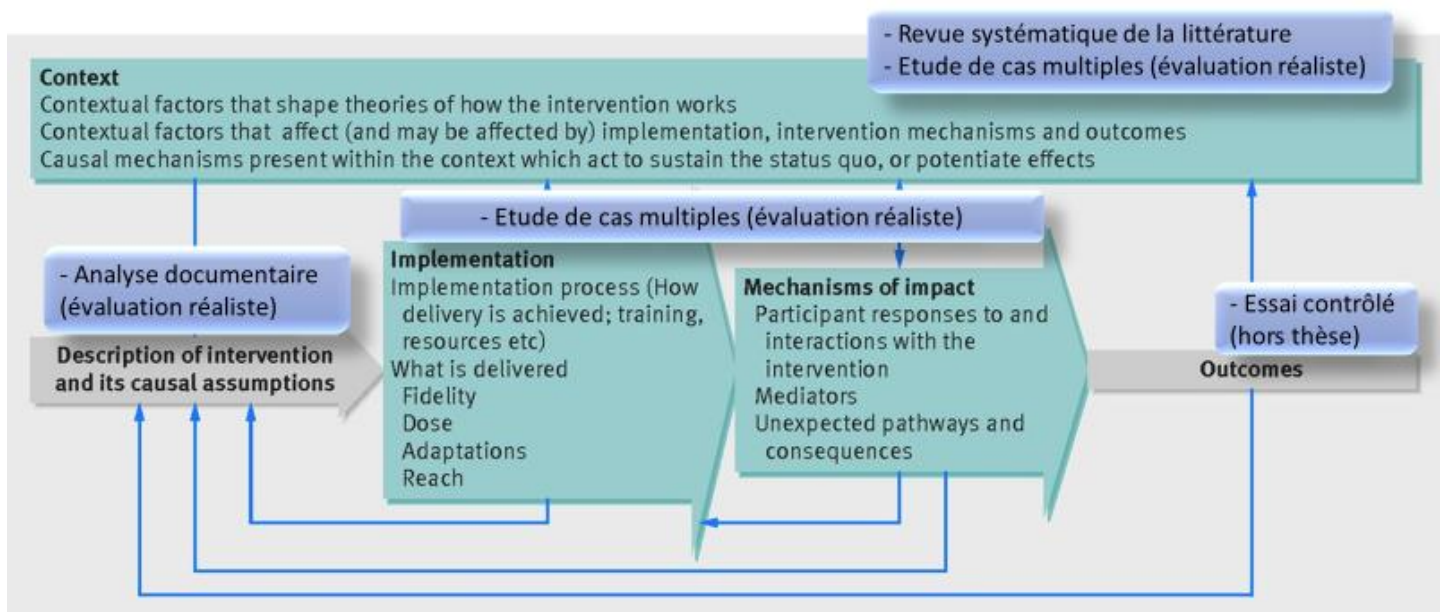 - Revue systématique de la littérature
- Etude de cas multiples (évaluation réaliste)
Context
Contextual factors that shape theories of how the intervention works
Contextual factors that affect (and may be affected by) implementation, intervention mechanisms and outcomes
Causal mechanisms present within the context which act to sustain the status quo, or potentiate effects
- Etude de cas multiples (évaluation réaliste)
- Analyse documentaire
(évaluation réaliste)
Description of intervention
and its causal assumptions
Implementation
Implementation process (How
delivery is achieved; training,
resources etc)
What is delivered
Fidelity
Dose
Adaptations
Reach
Mechanisms of impact
Participant responses to and
interactions with the
intervention
Mediators
Unexpected pathways and
consequences
- Essai contrôlé
(hors thèse)
Outcomes